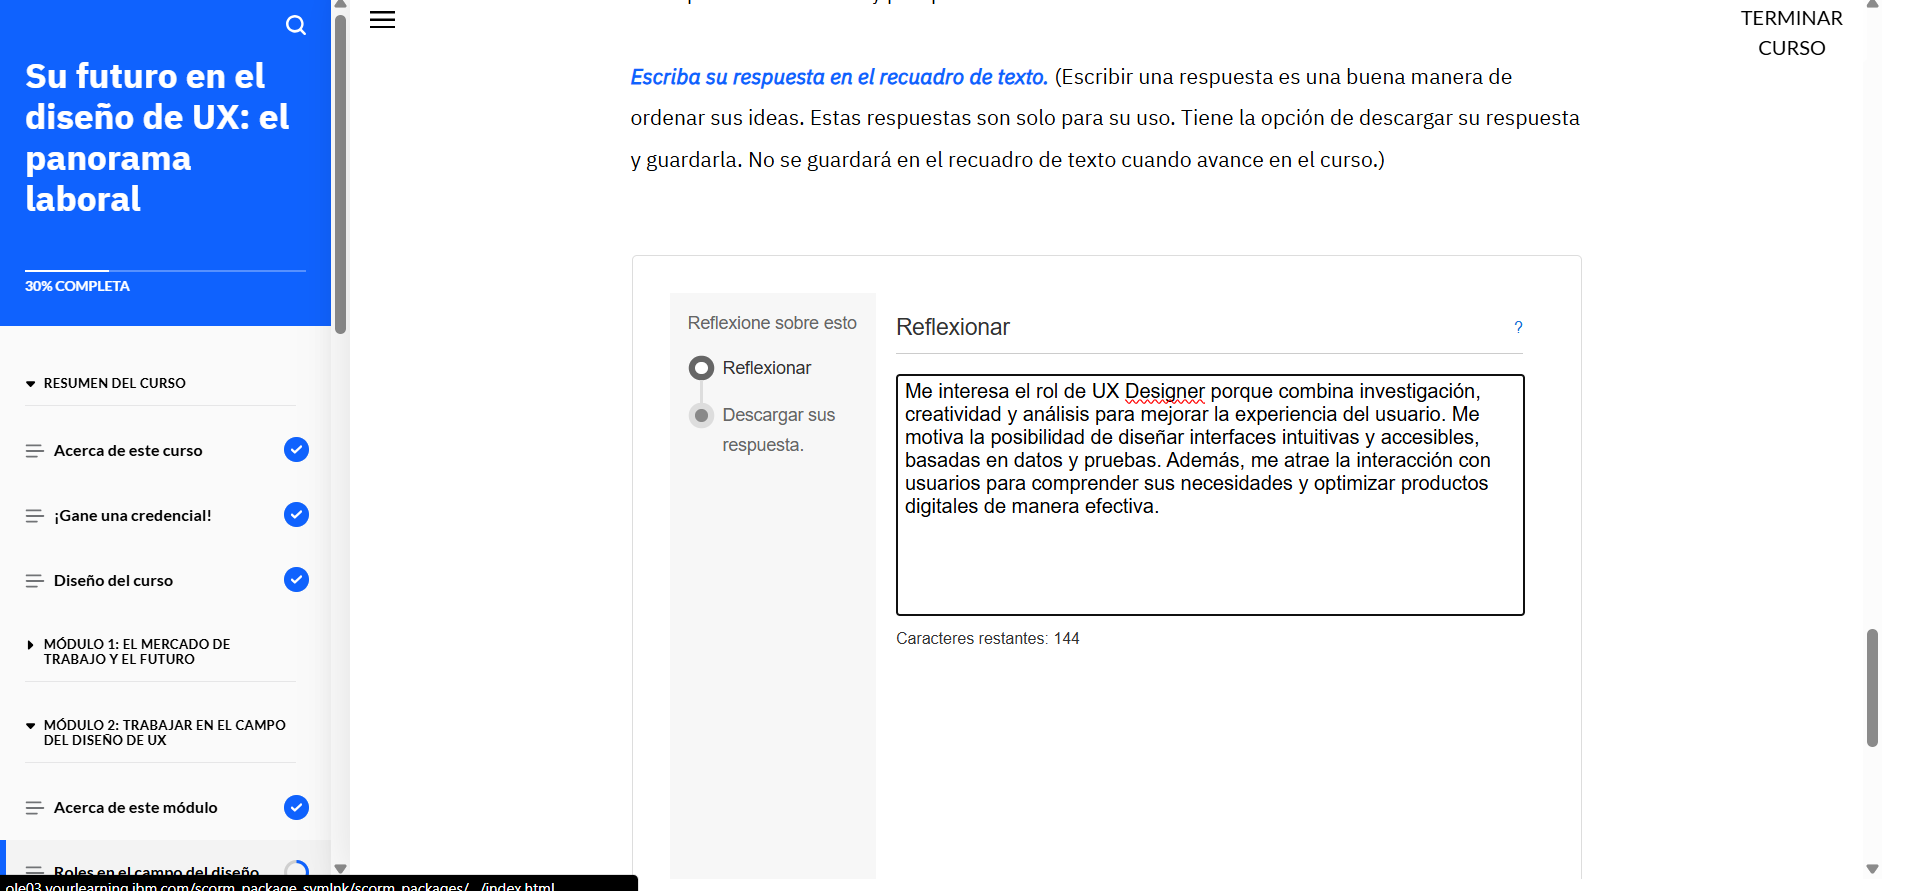 Su futuro en el
diseño de UX: el
panorama
laboral
30% COMPLETA
RESUMEN DEL CURSO
Acerca de este curso
¡Gane una credencial!
Diseño del curso
MÓDULO 1: EL MERCADO DE
TRABAJO Y EL FUTURO
MÓDULO 2: TRABAJAR EN EL CAMPO
DEL DISEÑO DE UX
Acerca de este módulo
Roles en el campo del diseño
TERMINAR
CURSO
Escriba su respuesta en el recuadro de texto. (Escribir una respuesta es una buena manera de
ordenar sus ideas. Estas respuestas son solo para su uso. Tiene la opción de descargar su respuesta
y guardarla. No se guardará en el recuadro de texto cuando avance en el curso.)
Reflexione sobre esto
Reflexionar
Descargar sus
respuesta.
Reflexionar
?
Me interesa el rol de UX Designer porque combina investigación,
creatividad y análisis para mejorar la experiencia del usuario. Me
motiva la posibilidad de diseñar interfaces intuitivas y accesibles,
basadas en datos y pruebas. Además, me atrae la interacción con
usuarios para comprender sus necesidades y optimizar productos
digitales de manera efectiva.
Caracteres restantes: 144
ole03.yourlearning.ibm.com/scorm_package_symlnk/scorm_packages/.../index.html